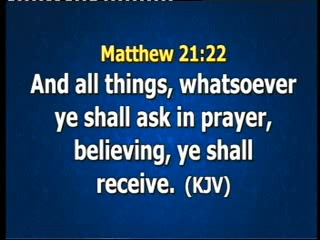 Matthew 21:22
And all things, whatsoever
ye shall ask in prayer,
believing, ye shall
receive. (KJV)